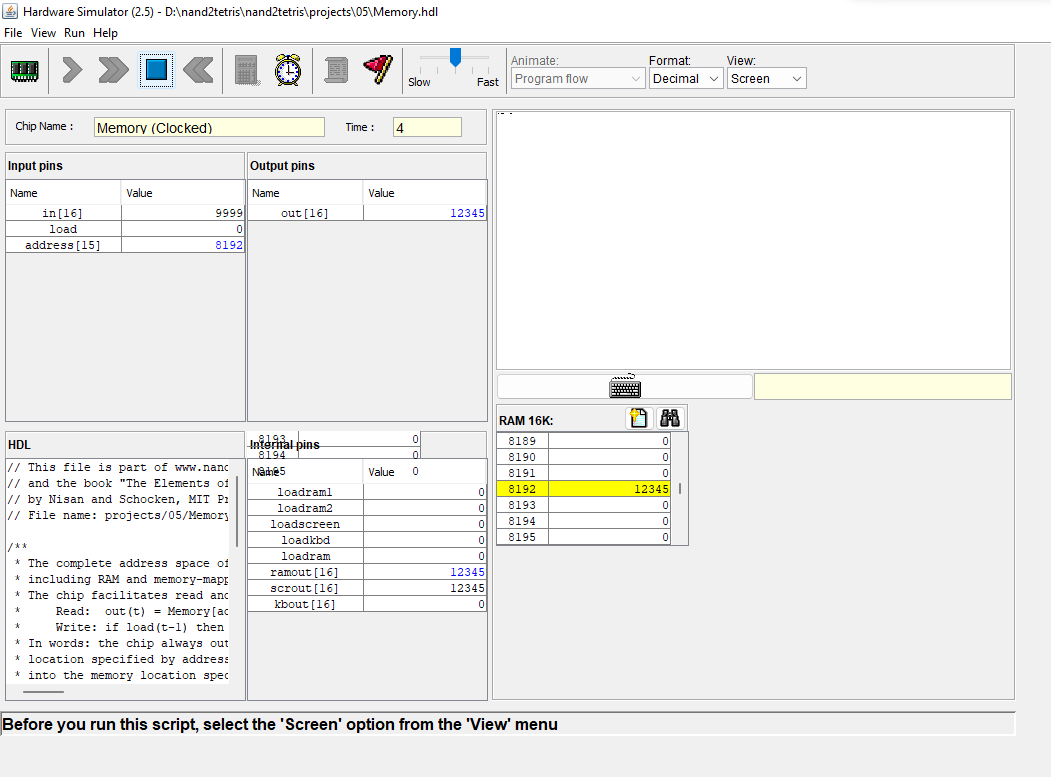 Hardware Simulator (2.5) - D:\nand2tetris\nand2tetris\projects\05\Memory.hdl
File View Run Help
Animate: Format: View:
Slow Fast Program flow Decimal Screen
Chip Name : Memory (Clocked) Time : 4
Input pins
Name Value
in[16] 9999
load 0
address[15] 8192
Output pins
Name Value
out[16] 12345
HDL
// This file is part of www.nand
// and the book "The Elements of
// by Nisan and Schocken, MIT Pr
// File name: projects/05/Memory
/**
* The complete address space of
* including RAM and memory-mapp
* The chip facilitates read and
* Read: out(t) = Memory[ad
* Write: if load(t-1) then
* In words: the chip always out
* location specified by address
* into the memory location spec
8193 0
Internal pins
8194 0
Name Value
8195 0
loadram1 0
loadram2 0
loadscreen 0
loadkbd 0
loadram 0
ramout[16] 12345
scrout[16] 12345
kbout[16] 0
RAM 16K:
8189 0
8190 0
8191 0
8192 12345
8193 0
8194 0
8195 0
Before you run this script, select the 'Screen' option from the 'View' menu